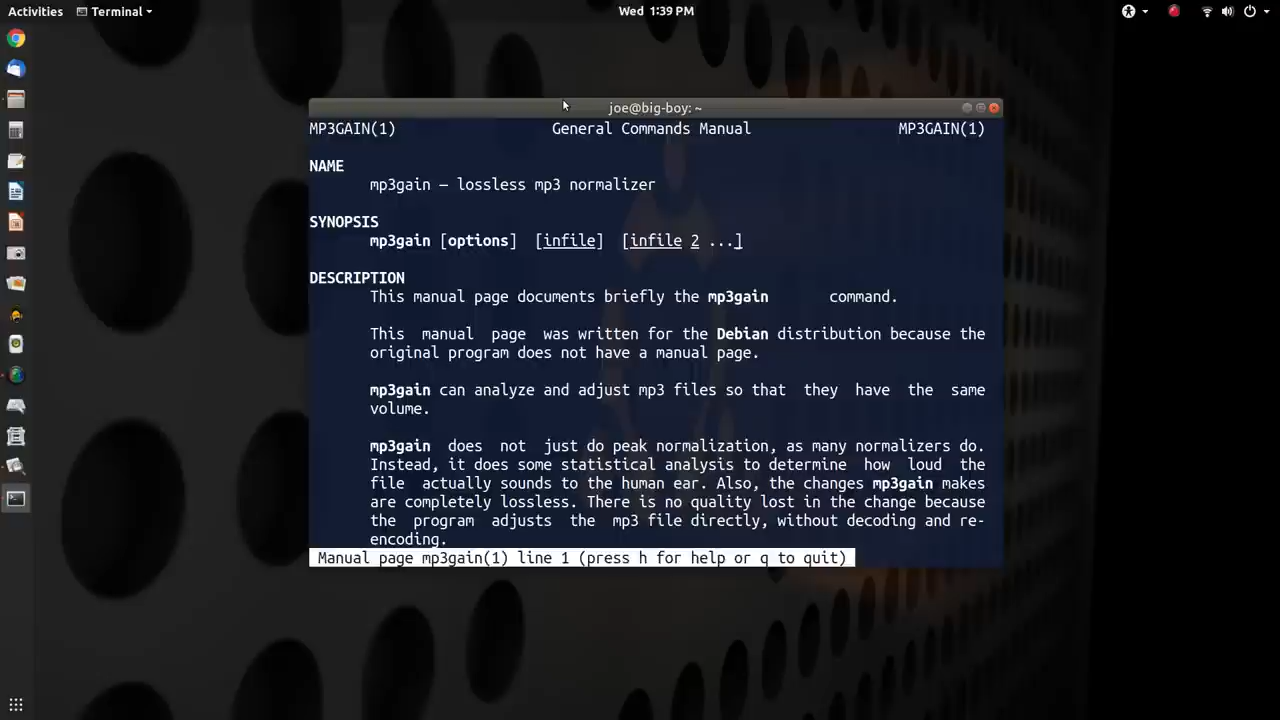 Activities Terminal Wed 1:39 PM
joe@big-boy: ~
MP3GAIN(1) General Commands Manual MP3GAIN(1)
NAME
mp3gain – lossless mp3 normalizer
SYNOPSIS
mp3gain [options] [infile] [infile 2 ...]
DESCRIPTION
This manual page documents briefly the mp3gain command.
This manual page was written for the Debian distribution because the
original program does not have a manual page.
mp3gain can analyze and adjust mp3 files so that they have the same
volume.
mp3gain does not just do peak normalization, as many normalizers do.
Instead, it does some statistical analysis to determine how loud the
file actually sounds to the human ear. Also, the changes mp3gain makes
are completely lossless. There is no quality lost in the change because
the program adjusts the mp3 file directly, without decoding and re-
encoding.
Manual page mp3gain(1) line 1 (press h for help or q to quit)